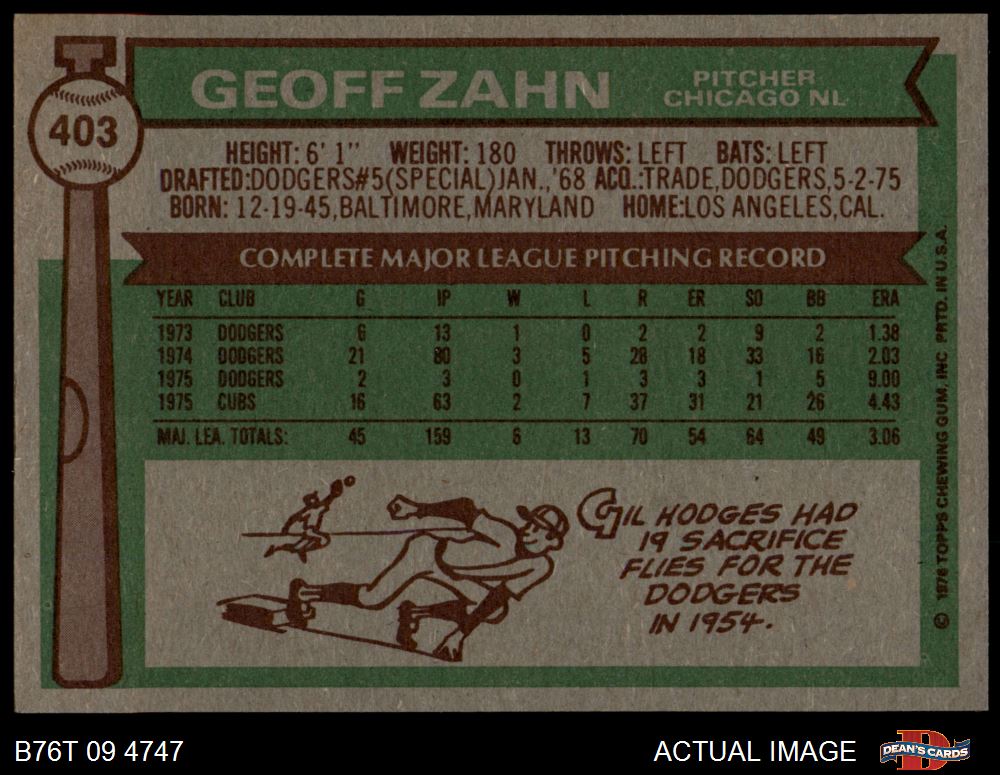 403
GEOFF ZAHN
PITCHER
CHICAGO NL
HEIGHT: 6' 1" WEIGHT: 180 THROWS: LEFT BATS: LEFT
DRAFTED:DODGERS#5(SPECIAL)JAN.,'68 ACQ.:TRADE,DODGERS,5-2-75
BORN: 12-19-45,BALTIMORE,MARYLAND HOME:LOS ANGELES,CAL.
COMPLETE MAJOR LEAGUE PITCHING RECORD
YEAR CLUB G IP W L R ER SO BB ERA
1973 DODGERS 6 13 1 0 2 2 9 2 1.38
1974 DODGERS 21 80 3 5 28 18 33 16 2.03
1975 DODGERS 2 3 0 1 3 3 1 5 9.00
1975 CUBS 16 63 2 7 37 31 21 26 4.43
MAJ. LEA. TOTALS: 45 159 6 13 70 54 64 49 3.06
GIL HODGES HAD
19 SACRIFICE
FLIES FOR THE
DODGERS
IN 1954.
© 1976 TOPPS CHEWING GUM, INC PRTD. IN U.S.A.
B76T 09 4747
ACTUAL IMAGE
DEAN'S CARDS